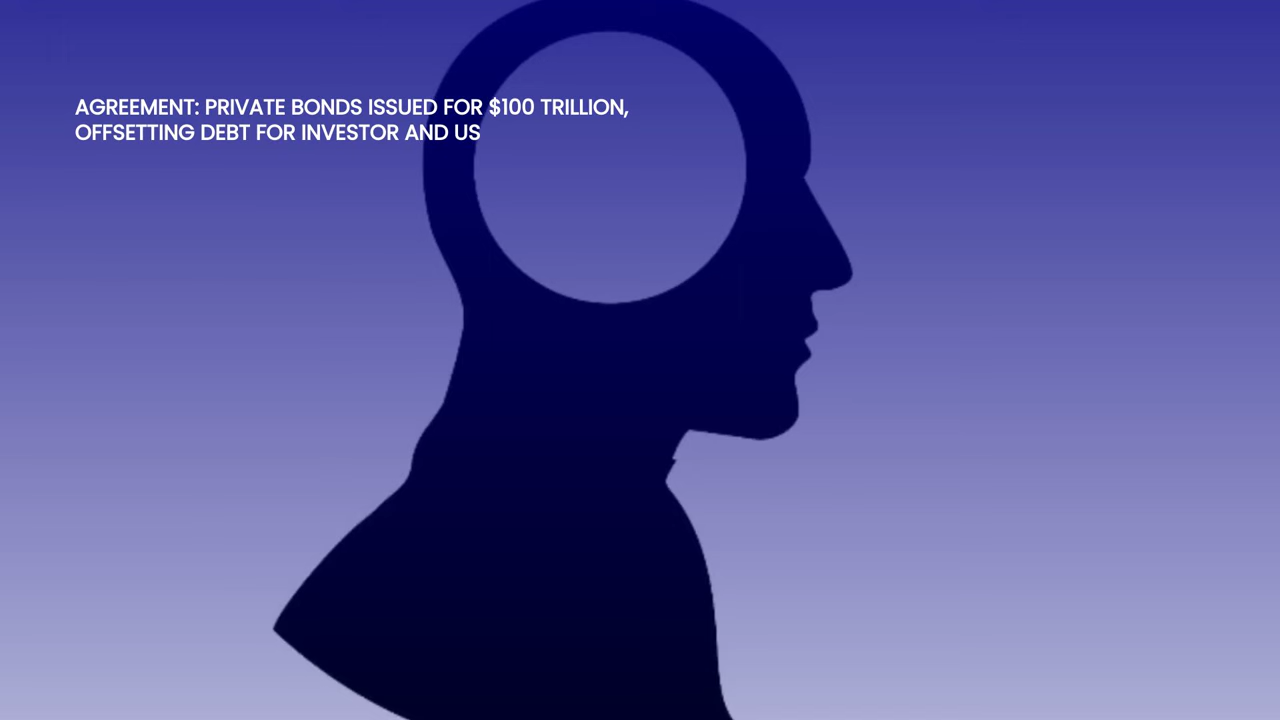 AGREEMENT: PRIVATE BONDS ISSUED FOR $100 TRILLION,
OFFSETTING DEBT FOR INVESTOR AND US